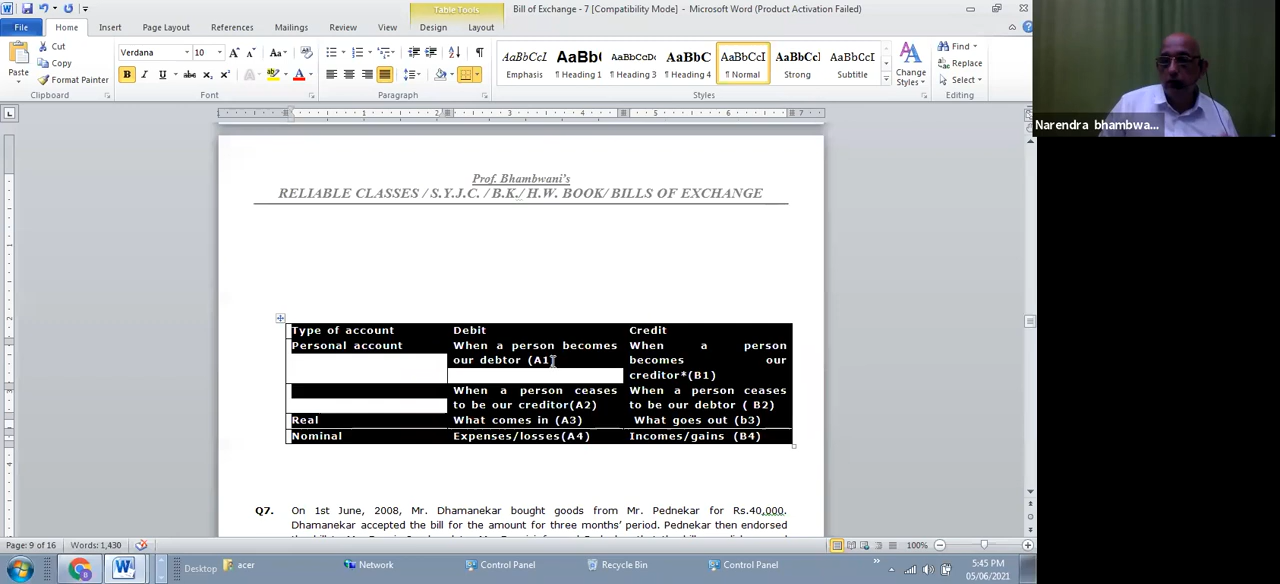 Table Tools
Bill of Exchange - 7 [Compatibility Mode] - Microsoft Word (Product Activation Failed)
File Home Insert Page Layout References Mailings Review View Design Layout
Paste
Cut
Copy
Format Painter
Clipboard
Verdana 10
Font
Paragraph
AaBbCcI AaBb( AaBbCcDd AaBbC AaBbCcI AaBbCc AaBbCcI
Emphasis ¶ Heading 1 ¶ Heading 3 ¶ Heading 4 ¶ Normal Strong Subtitle
Change Styles
Styles
Find
Replace
Select
Editing
Narendra bhambwa...
Prof. Bhambwani's
RELIABLE CLASSES / S.Y.J.C. / B.K./ H.W. BOOK/ BILLS OF EXCHANGE
Type of account Debit Credit
Personal account When a person becomes our debtor (A1) When a person becomes our creditor*(B1)
When a person ceases to be our creditor(A2) When a person ceases to be our debtor ( B2)
Real What comes in (A3) What goes out (b3)
Nominal Expenses/losses(A4) Incomes/gains (B4)
Q7. On 1st June, 2008, Mr. Dhamanekar bought goods from Mr. Pednekar for Rs.40,000.
Dhamanekar accepted the bill for the amount for three months' period. Pednekar then endorsed
Page: 9 of 16 Words: 1,430 100%
Desktop acer Network Control Panel Recycle Bin Control Panel
5:45 PM
05/06/2021